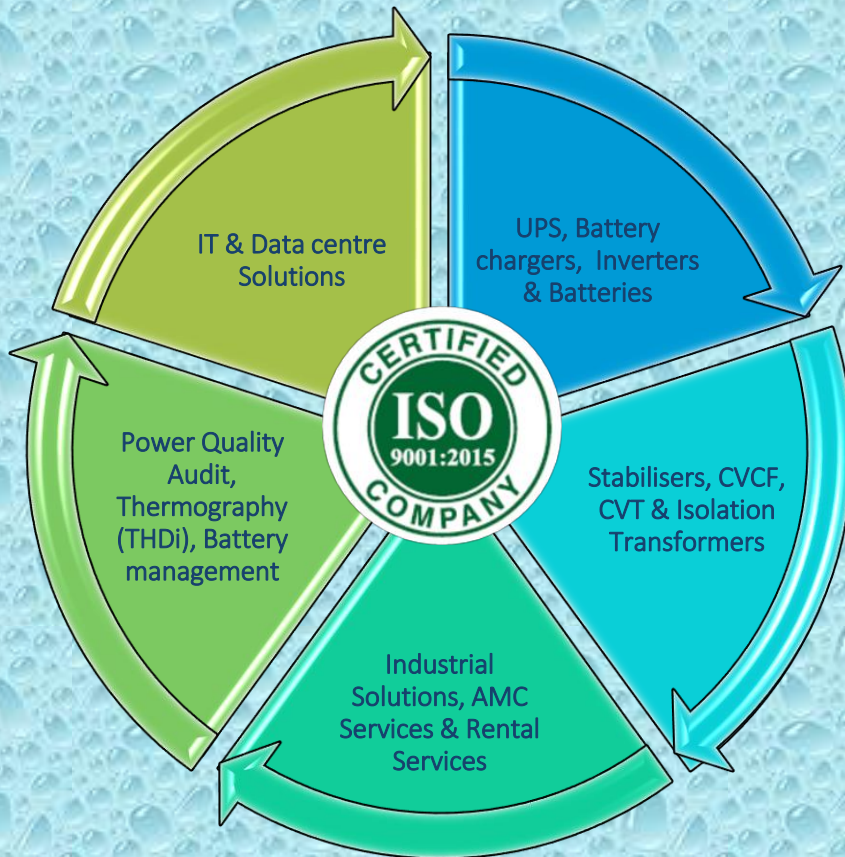 IT & Data centre
Solutions
UPS, Battery
chargers, Inverters
& Batteries
CERTIFIED
ISO
9001:2015
COMPANY
Power Quality
Audit,
Thermography
(THDi), Battery
management
Stabilisers, CVCF,
CVT & Isolation
Transformers
Industrial
Solutions, AMC
Services & Rental
Services